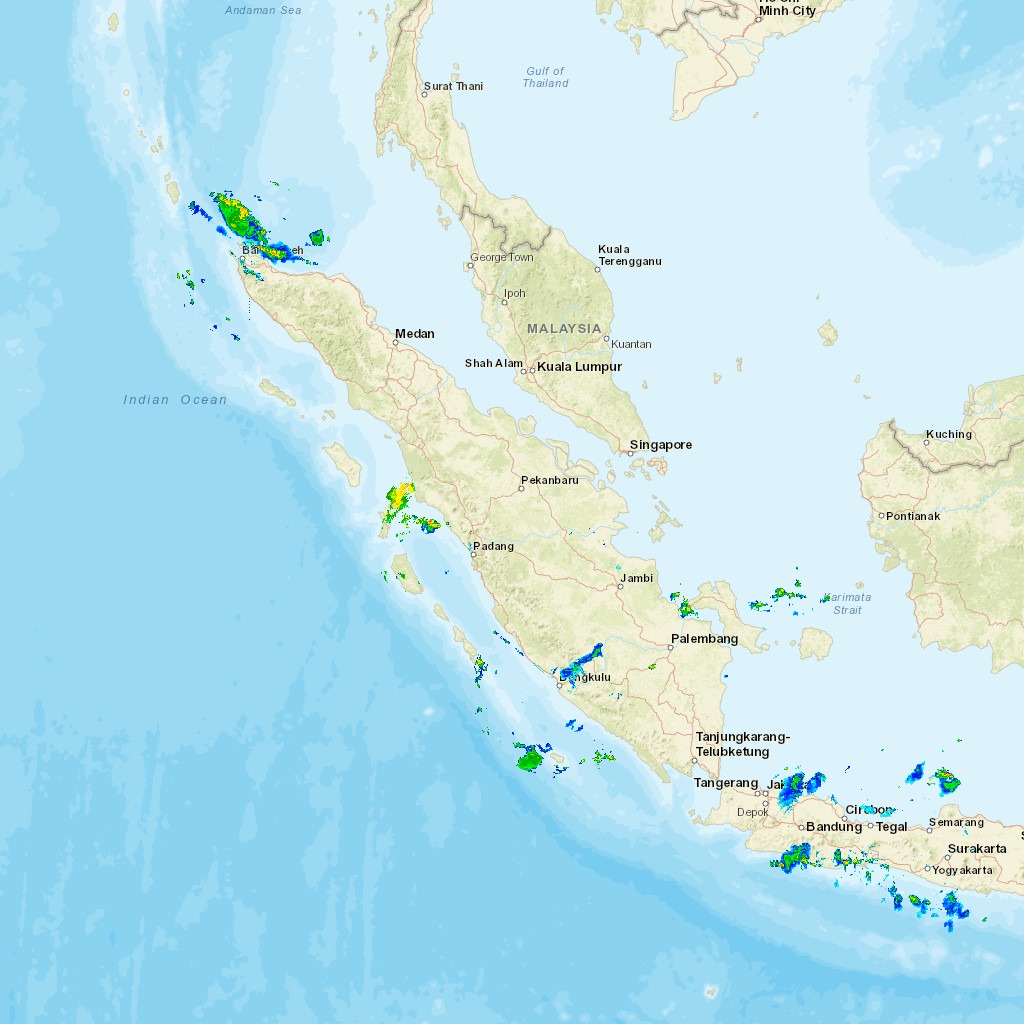 Andaman Sea
Minh City
Gulf of
Thailand
Surat Thani
Kuala
Terengganu
George Town
Ipoh
MALAYSIA
Medan
Kuantan
Shah Alam
Kuala Lumpur
Indian Ocean
Singapore
Kuching
Pekanbaru
Pontianak
Padang
Jambi
Karimata
Strait
Palembang
Tanjungkarang-
Telubketung
Tangerang
Depok
Cirebon
Bandung
Tegal
Semarang
Surakarta
Yogyakarta